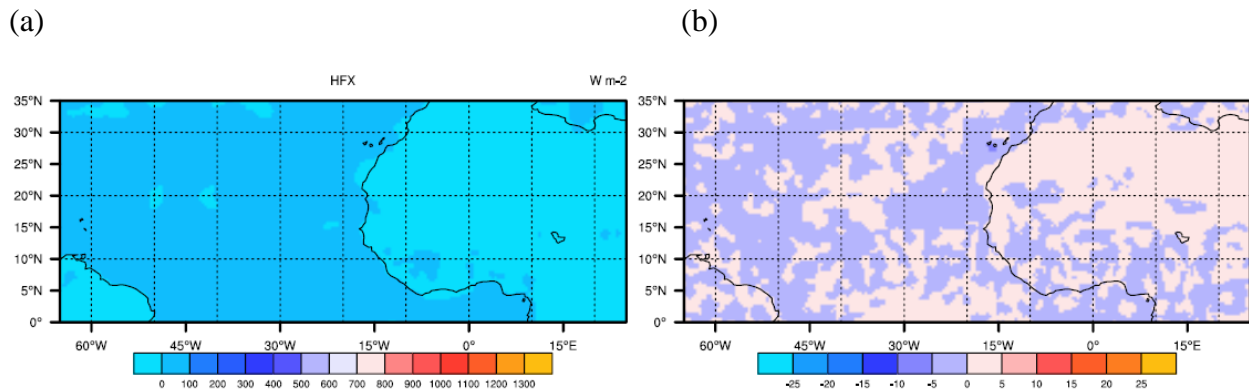 (a) (b)
HFX W m-2
35°N 35°N
30°N 30°N
25°N 25°N
20°N 20°N
15°N 15°N
10°N 10°N
5°N 5°N
0° 0°
60°W 45°W 30°W 15°W 0° 15°E 60°W 45°W 30°W 15°W 0° 15°E
0 100 200 300 400 500 600 700 800 900 1000 1100 1200 1300 -25 -20 -15 -10 -5 0 5 10 15 20 25